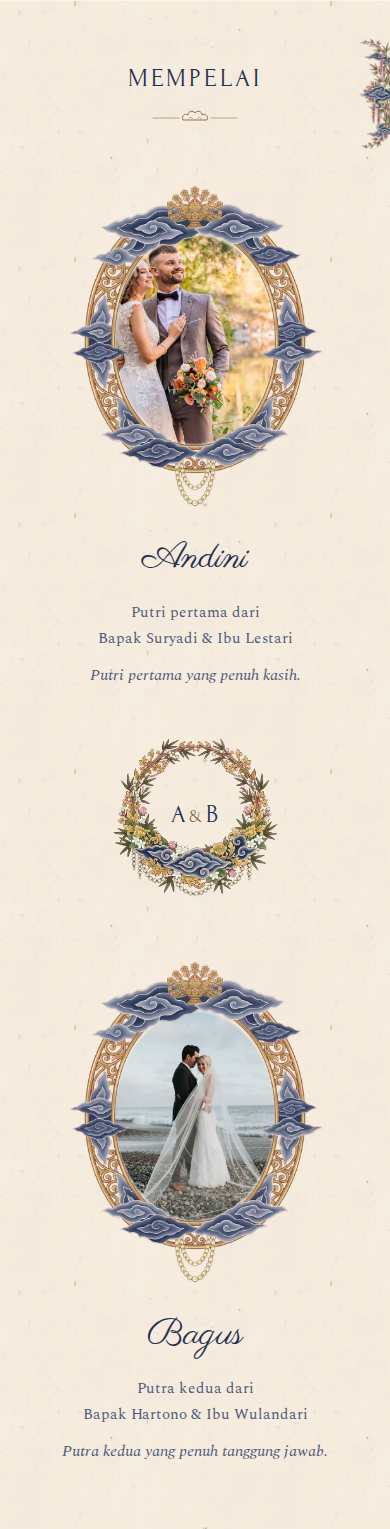 MEMPELAI
Andini
Putri pertama dari
Bapak Suryadi & Ibu Lestari
Putri pertama yang penuh kasih.
A & B
Bagus
Putra kedua dari
Bapak Hartono & Ibu Wulandari
Putra kedua yang penuh tanggung jawab.